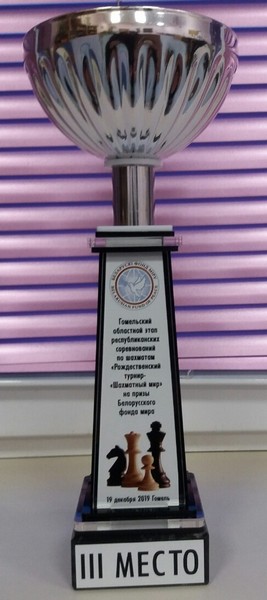 Гомельский
областной этап
республиканских
соревнований
по шахматам
«Рождественский
турнир-
«Шахматный мир»
на призы
Белорусского
фонда мира
19 декабря 2019 Гомель
III МЕСТО